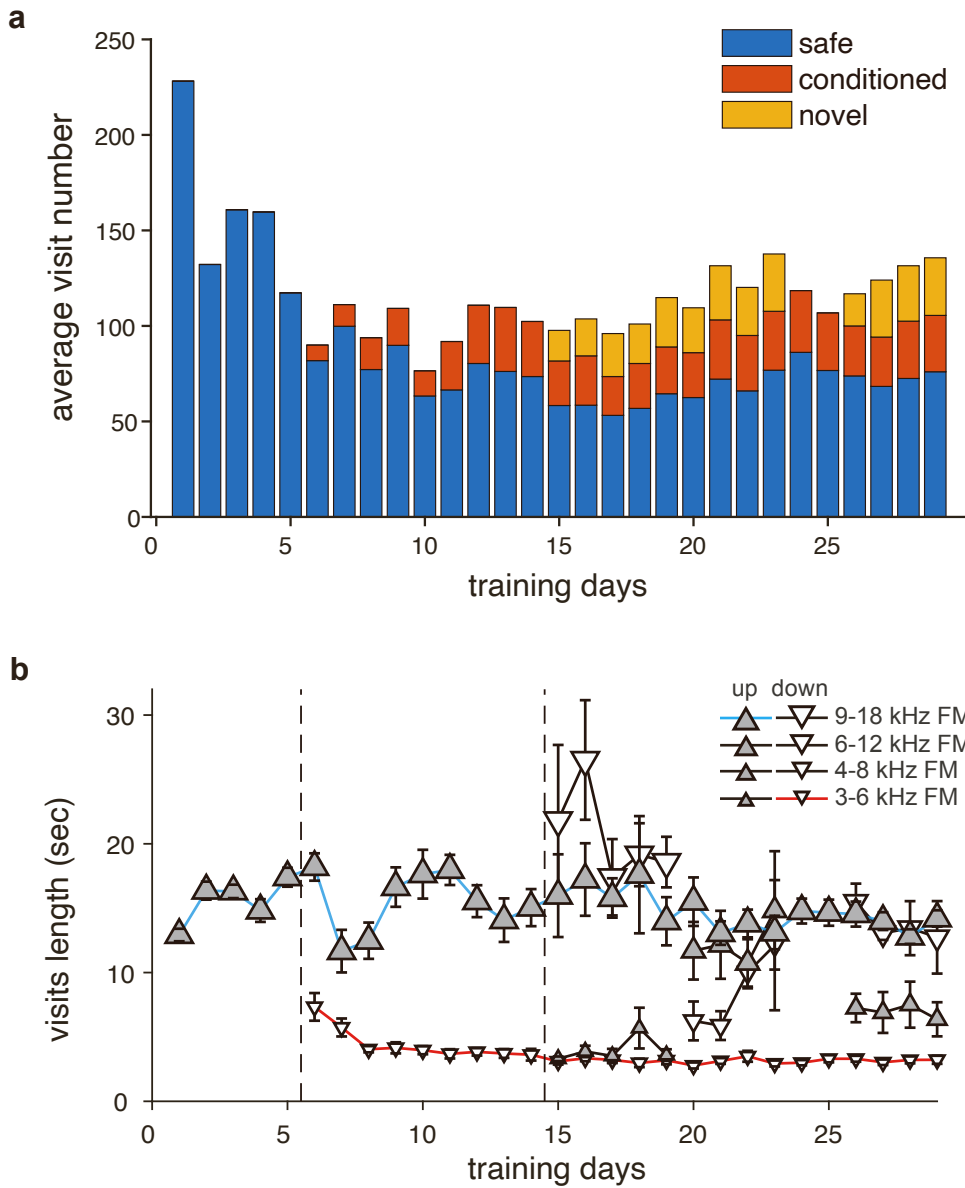 a
250
200
150
100
50
0
average visit number
safe
conditioned
novel
0 5 10 15 20 25
training days
b
30
20
10
0
visits length (sec)
up down
9-18 kHz FM
6-12 kHz FM
4-8 kHz FM
3-6 kHz FM
0 5 10 15 20 25
training days